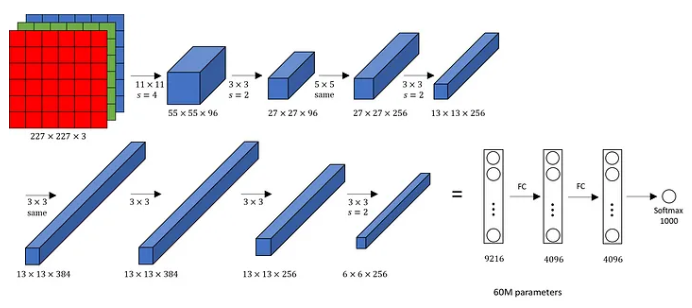 11 × 11
s = 4
3 × 3
s = 2
5 × 5
same
3 × 3
s = 2
227 × 227 × 3
55 × 55 × 96
27 × 27 × 96
27 × 27 × 256
13 × 13 × 256
3 × 3
same
3 × 3
3 × 3
3 × 3
s = 2
=
FC
FC
Softmax
1000
13 × 13 × 384
13 × 13 × 384
13 × 13 × 256
6 × 6 × 256
9216
4096
4096
60M parameters